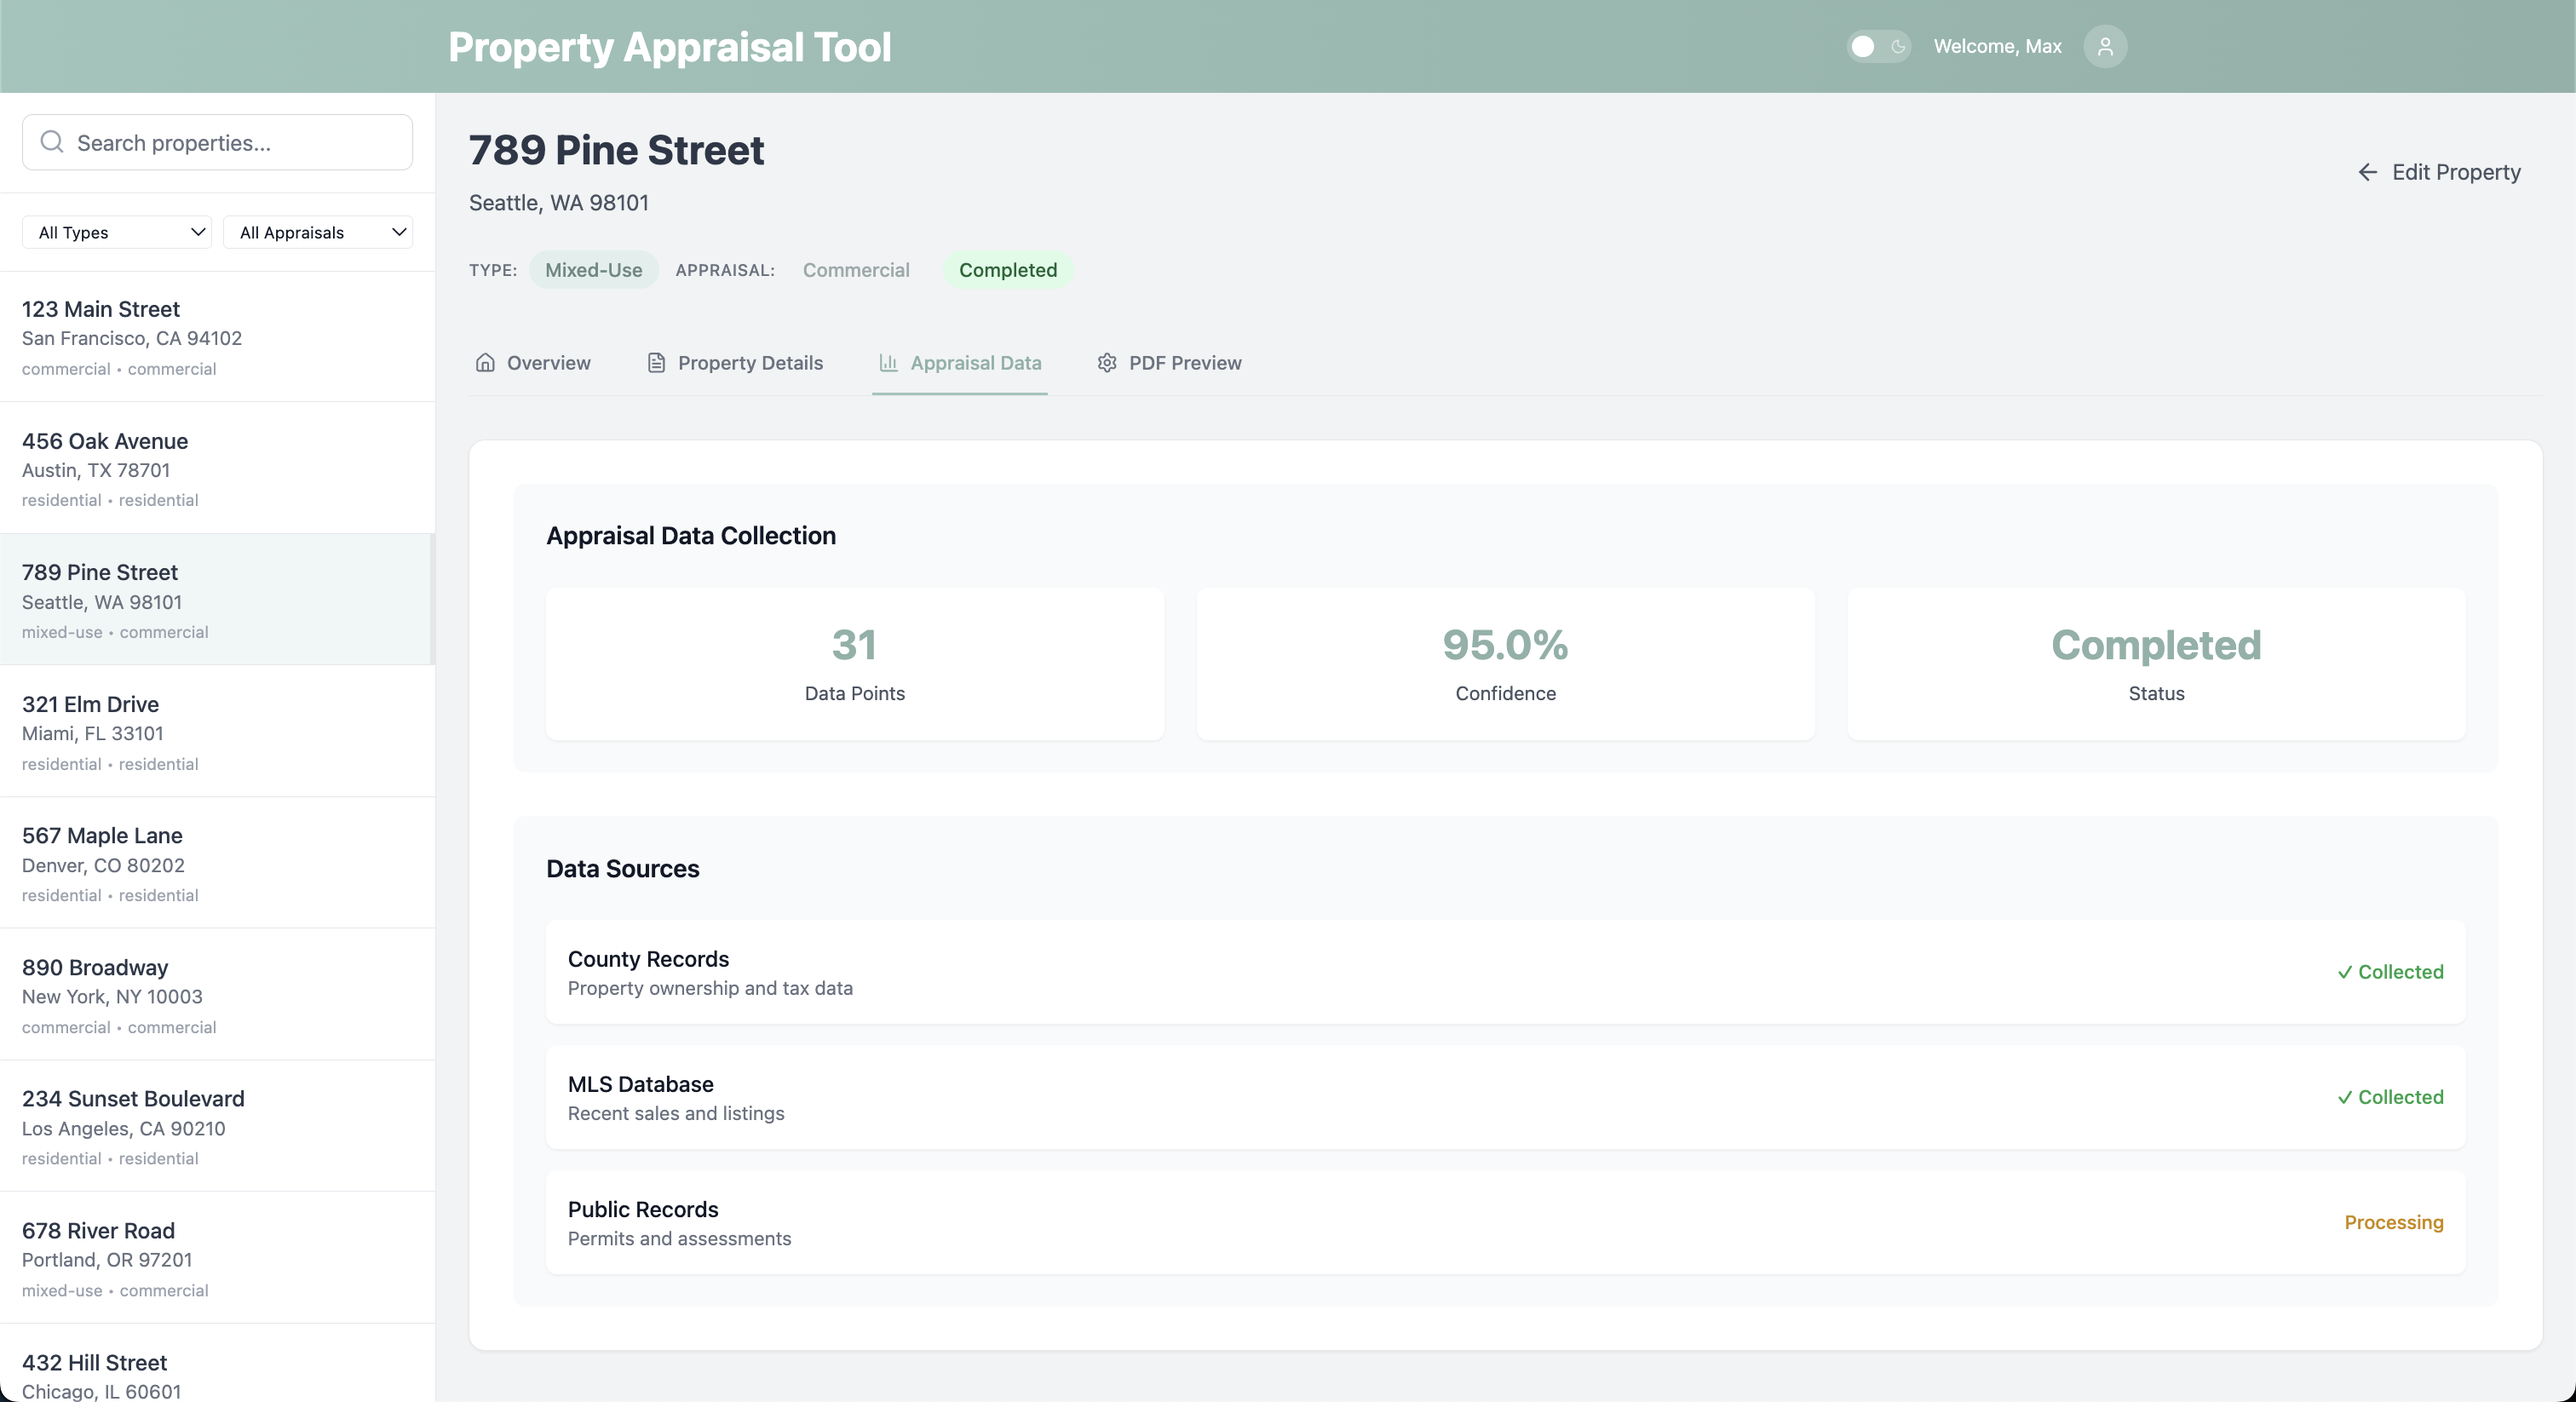 Property Appraisal Tool
Welcome, Max
Search properties...
All Types
All Appraisals
123 Main Street
San Francisco, CA 94102
commercial • commercial
456 Oak Avenue
Austin, TX 78701
residential • residential
789 Pine Street
Seattle, WA 98101
mixed-use • commercial
321 Elm Drive
Miami, FL 33101
residential • residential
567 Maple Lane
Denver, CO 80202
residential • residential
890 Broadway
New York, NY 10003
commercial • commercial
234 Sunset Boulevard
Los Angeles, CA 90210
residential • residential
678 River Road
Portland, OR 97201
mixed-use • commercial
432 Hill Street
Chicago, IL 60601
789 Pine Street
Seattle, WA 98101
Edit Property
TYPE: Mixed-Use APPRAISAL: Commercial Completed
Overview Property Details Appraisal Data PDF Preview
Appraisal Data Collection
31
Data Points
95.0%
Confidence
Completed
Status
Data Sources
County Records
Property ownership and tax data
✓ Collected
MLS Database
Recent sales and listings
✓ Collected
Public Records
Permits and assessments
Processing